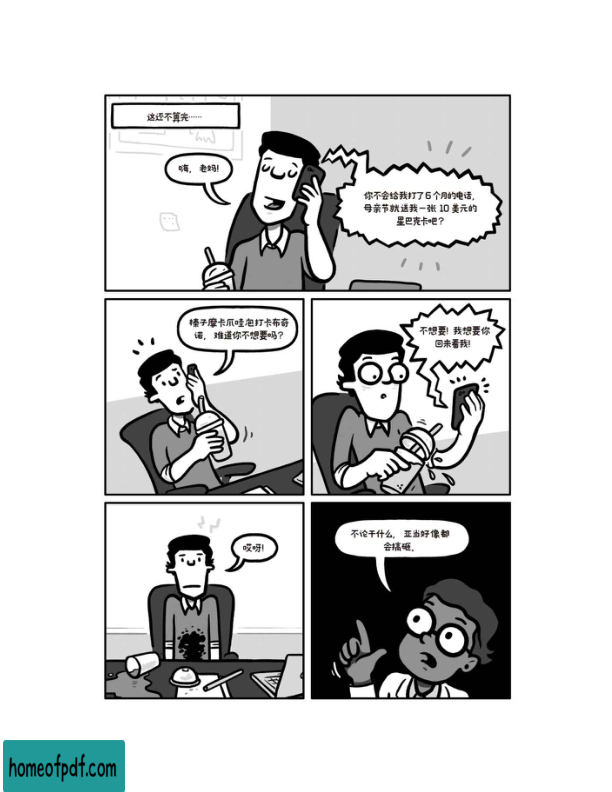 这还不算完……
嗨，老妈！
你不会给我打了6个月的电话，
母亲节就送我一张 10 美元的
星巴克卡吧？
榛子摩卡爪哇泡打卡布奇
诺，难道你不想要吗？
不想要！我想要你
回来看我！
哎呀！
不论干什么，亚当好像都
会搞砸。
homeofpdf.com